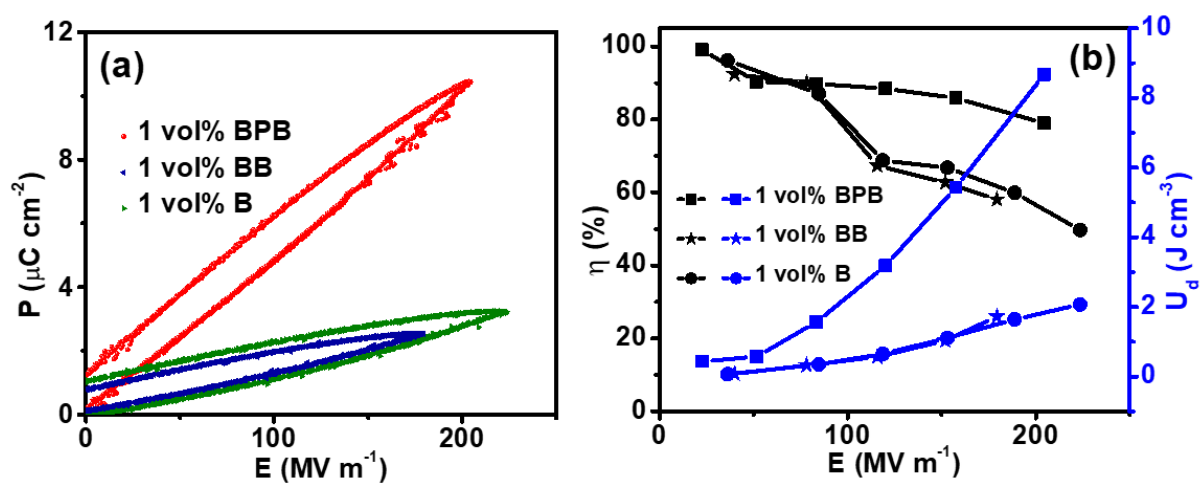 (a)
12
8
4
0
P (μC cm⁻²)
1 vol% BPB
1 vol% BB
1 vol% B
0
100
200
E (MV m⁻¹)
(b)
100
80
60
40
20
0
η (%)
1 vol% BPB
1 vol% BB
1 vol% B
10
8
6
4
2
0
U_d (J cm⁻³)
0
100
200
E (MV m⁻¹)